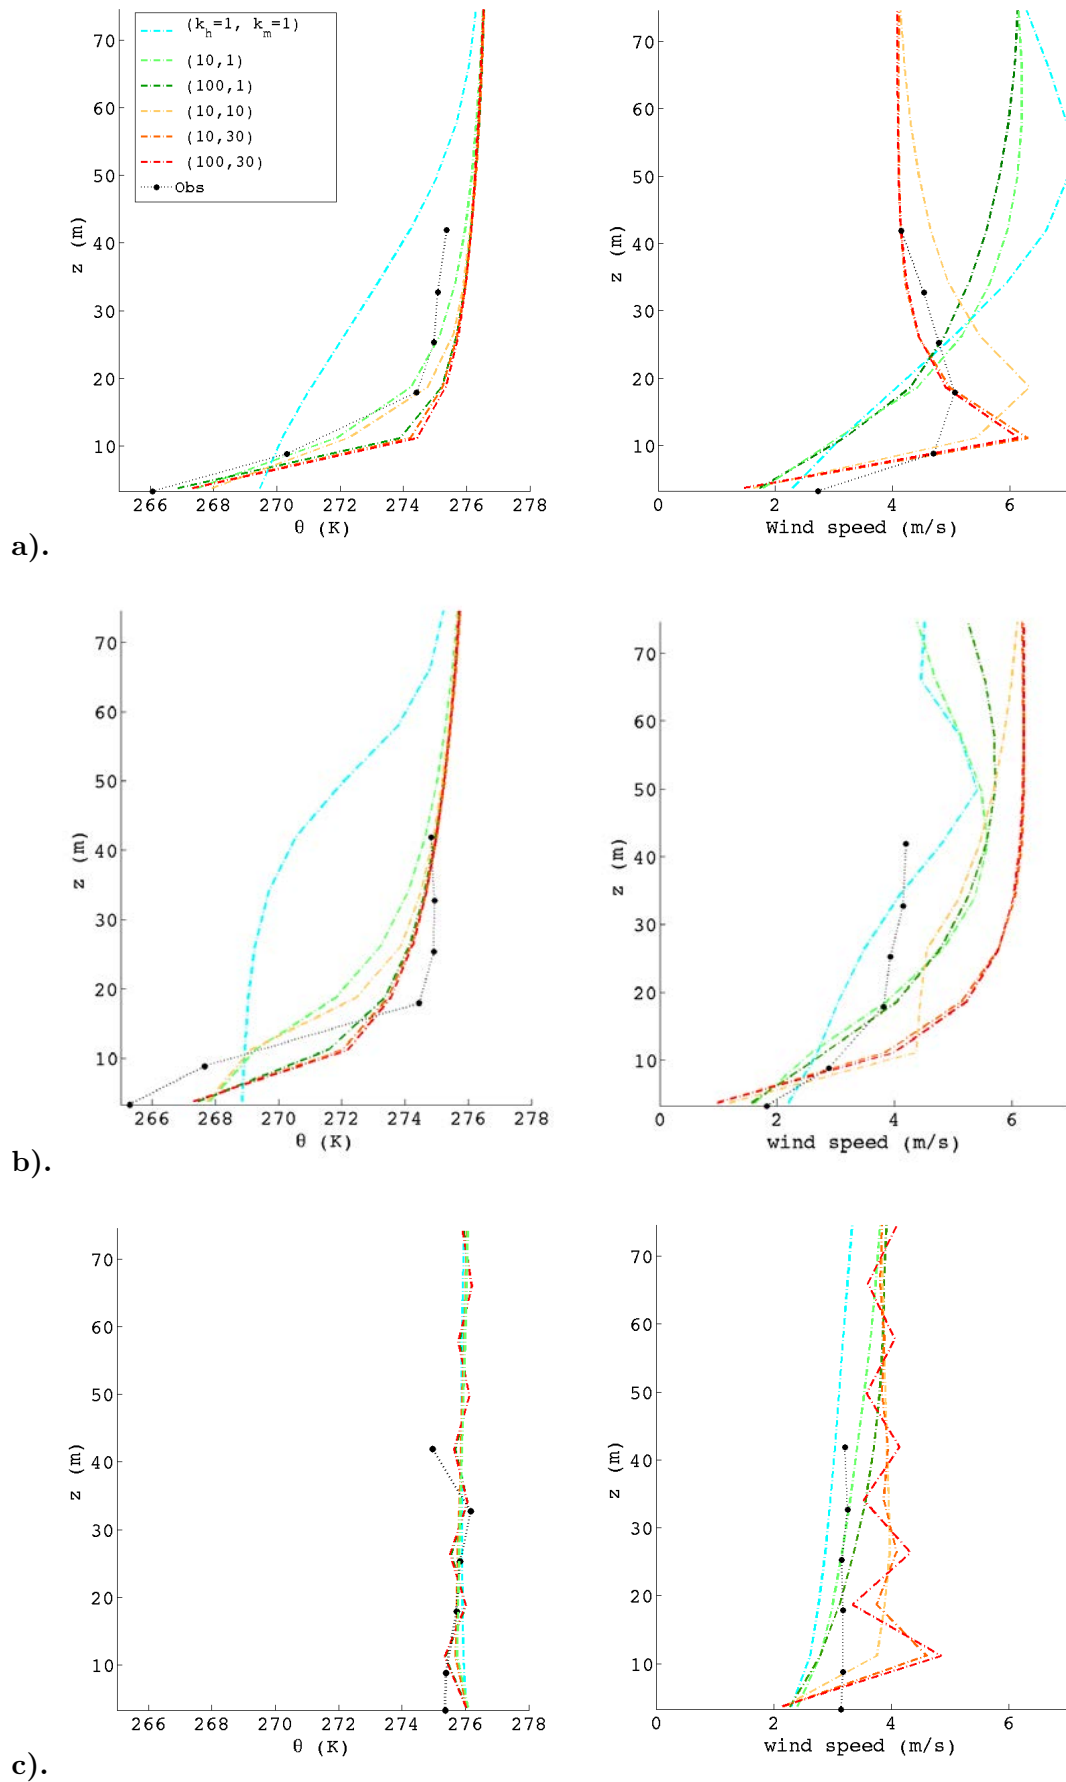 (k_h=1, k_m=1)
(10,1)
(100,1)
(10,10)
(10,30)
(100,30)
Obs
70
60
50
40
30
20
10
z (m)
266 268 270 272 274 276 278
θ (K)
70
60
50
40
30
20
10
z (m)
0 2 4 6
Wind speed (m/s)
a).
70
60
50
40
30
20
10
z (m)
266 268 270 272 274 276 278
θ (K)
70
60
50
40
30
20
10
z (m)
0 2 4 6
wind speed (m/s)
b).
70
60
50
40
30
20
10
z (m)
266 268 270 272 274 276 278
θ (K)
70
60
50
40
30
20
10
z (m)
0 2 4 6
wind speed (m/s)
c).